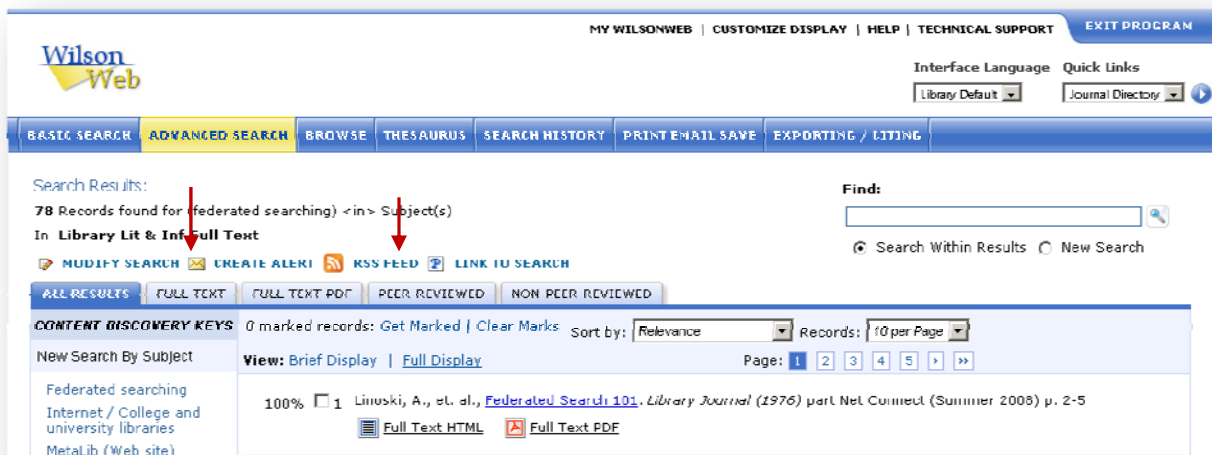 MY WILSONWEB | CUSTOMIZE DISPLAY | HELP | TECHNICAL SUPPORT EXIT PROGRAM
Wilson
Web
Interface Language Quick Links
Library Default Journal Directory
BASIC SEARCH ADVANCED SEARCH BROWSE THESAURUS SEARCH HISTORY PRINT EMAIL SAVE EXPORTING / CITING
Search Results:
78 Records found for (federated searching) <in> Subject(s)
In Library Lit & Inf Full Text
Find:
Search Within Results New Search
MODIFY SEARCH CREATE ALERT RSS FEED LINK TO SEARCH
ALL RESULTS FULL TEXT FULL TEXT PDF PEER REVIEWED NON PEER REVIEWED
CONTENT DISCOVERY KEYS
New Search By Subject
Federated searching
Internet / College and
university libraries
MetaLib (Web site)
0 marked records: Get Marked | Clear Marks Sort by: Relevance Records: 10 per Page
View: Brief Display | Full Display Page: 1 2 3 4 5 › »
100% 1 Linoski, A., et. al., Federated Search 101. Library Journal (1976) part Net Connect (Summer 2008) p. 2-5
Full Text HTML Full Text PDF